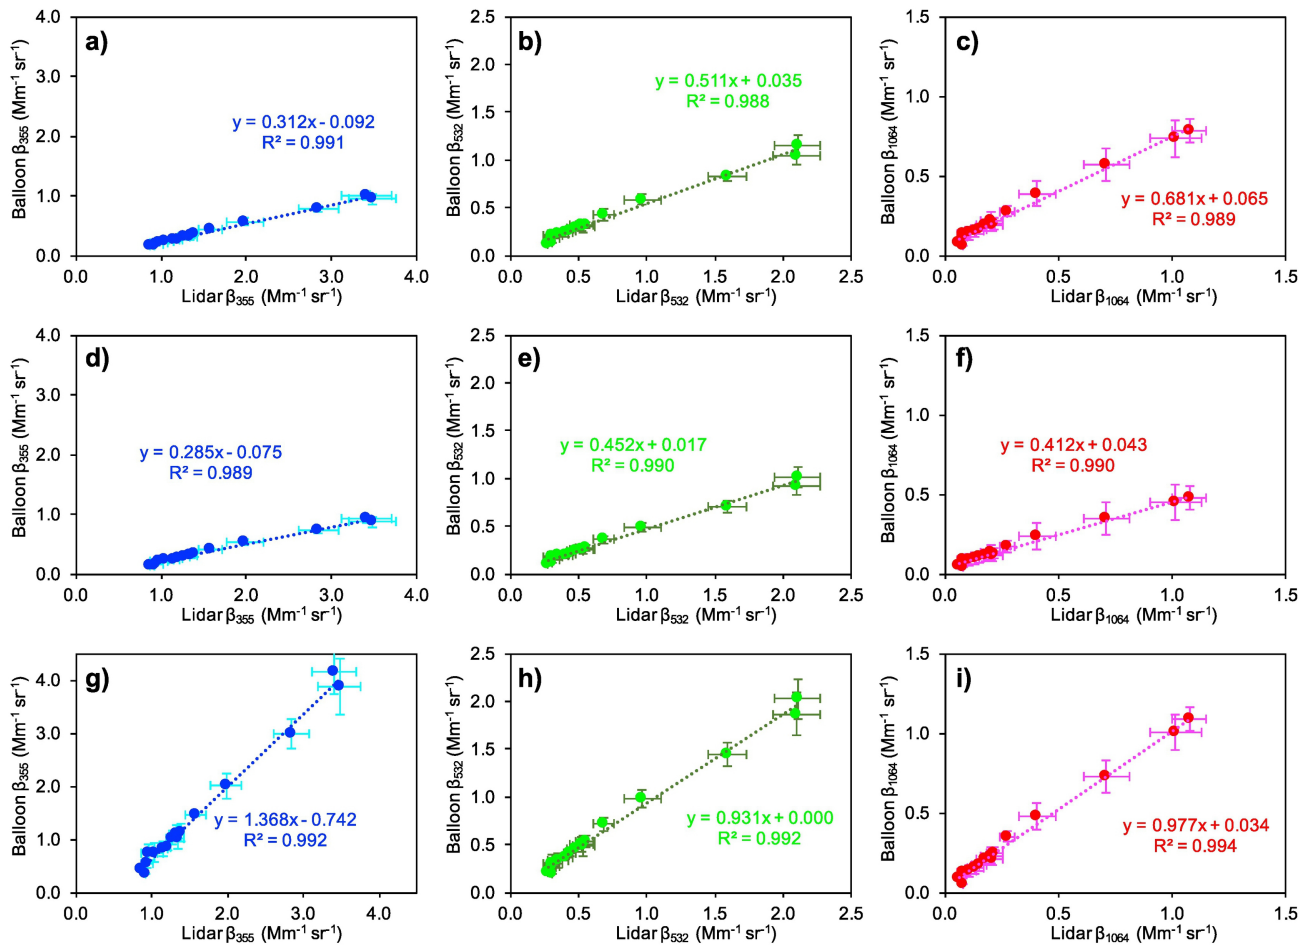 a)
4.0
3.0
2.0
1.0
0.0
Balloon β355 (Mm⁻¹ sr⁻¹)
y = 0.312x - 0.092
R² = 0.991
0.0 1.0 2.0 3.0 4.0
Lidar β355 (Mm⁻¹ sr⁻¹)
b)
2.5
2.0
1.5
1.0
0.5
0.0
Balloon β532 (Mm⁻¹ sr⁻¹)
y = 0.511x + 0.035
R² = 0.988
0.0 0.5 1.0 1.5 2.0 2.5
Lidar β532 (Mm⁻¹ sr⁻¹)
c)
1.5
1.0
0.5
0.0
Balloon β1064 (Mm⁻¹ sr⁻¹)
y = 0.681x + 0.065
R² = 0.989
0.0 0.5 1.0 1.5
Lidar β1064 (Mm⁻¹ sr⁻¹)
d)
4.0
3.0
2.0
1.0
0.0
Balloon β355 (Mm⁻¹ sr⁻¹)
y = 0.285x - 0.075
R² = 0.989
0.0 1.0 2.0 3.0 4.0
Lidar β355 (Mm⁻¹ sr⁻¹)
e)
2.5
2.0
1.5
1.0
0.5
0.0
Balloon β532 (Mm⁻¹ sr⁻¹)
y = 0.452x + 0.017
R² = 0.990
0.0 0.5 1.0 1.5 2.0 2.5
Lidar β532 (Mm⁻¹ sr⁻¹)
f)
1.5
1.0
0.5
0.0
Balloon β1064 (Mm⁻¹ sr⁻¹)
y = 0.412x + 0.043
R² = 0.990
0.0 0.5 1.0 1.5
Lidar β1064 (Mm⁻¹ sr⁻¹)
g)
4.0
3.0
2.0
1.0
0.0
Balloon β355 (Mm⁻¹ sr⁻¹)
y = 1.368x - 0.742
R² = 0.992
0.0 1.0 2.0 3.0 4.0
Lidar β355 (Mm⁻¹ sr⁻¹)
h)
2.5
2.0
1.5
1.0
0.5
0.0
Balloon β532 (Mm⁻¹ sr⁻¹)
y = 0.931x + 0.000
R² = 0.992
0.0 0.5 1.0 1.5 2.0 2.5
Lidar β532 (Mm⁻¹ sr⁻¹)
i)
1.5
1.0
0.5
0.0
Balloon β1064 (Mm⁻¹ sr⁻¹)
y = 0.977x + 0.034
R² = 0.994
0.0 0.5 1.0 1.5
Lidar β1064 (Mm⁻¹ sr⁻¹)